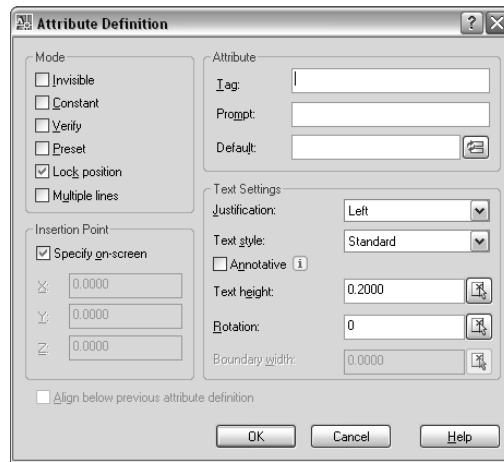 Attribute Definition
Mode
Invisible
Constant
Verify
Preset
Lock position
Multiple lines
Insertion Point
Specify on-screen
X: 0.0000
Y: 0.0000
Z: 0.0000
Attribute
Tag:
Prompt:
Default:
Text Settings
Justification: Left
Text style: Standard
Annotative
Text height: 0.2000
Rotation: 0
Boundary width: 0.0000
Align below previous attribute definition
OK Cancel Help